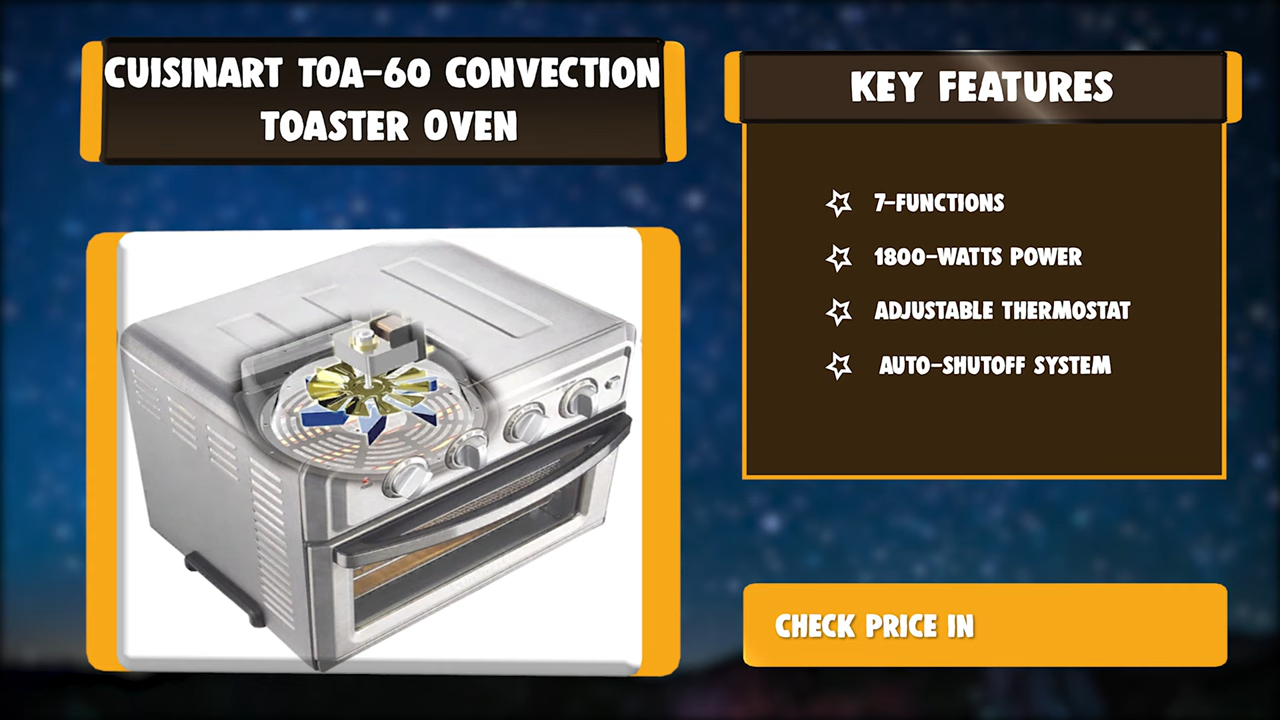 CUISINART TOA-60 CONVECTION
TOASTER OVEN
KEY FEATURES
7-FUNCTIONS
1800-WATTS POWER
ADJUSTABLE THERMOSTAT
AUTO-SHUTOFF SYSTEM
CHECK PRICE IN